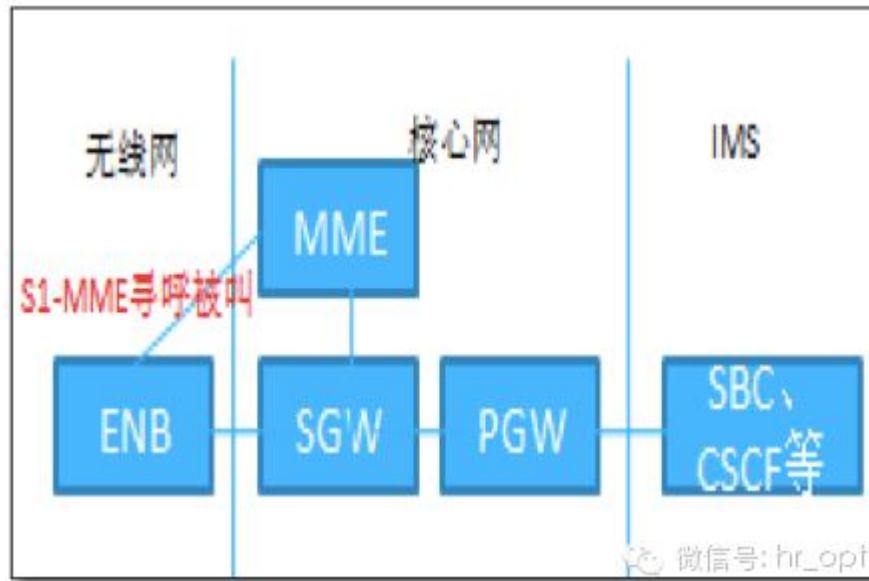 无线网
核心网
IMS
MME
S1-MME寻呼被叫
ENB
SGW
PGW
SBC、
CSCF等
微信号: hr_opt